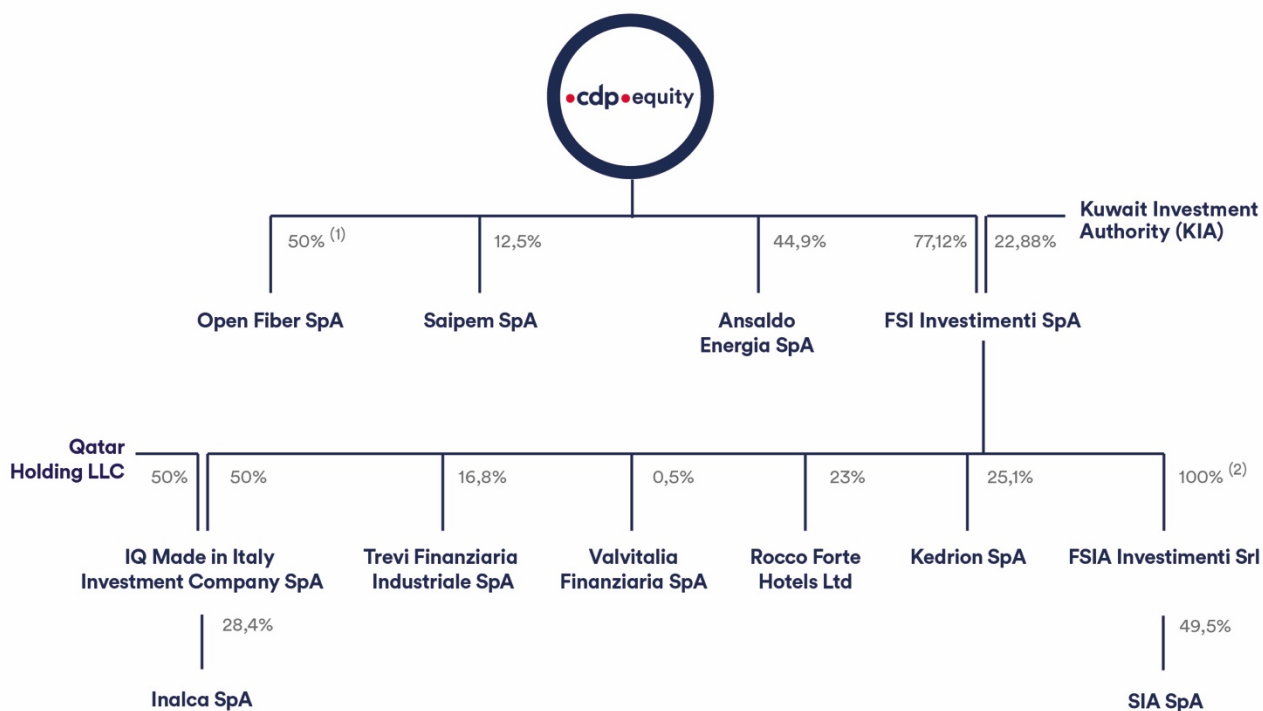 •cdp•equity
Kuwait Investment
Authority (KIA)
50% (1)
12,5%
44,9%
77,12%
22,88%
Open Fiber SpA
Saipem SpA
Ansaldo
Energia SpA
FSI Investimenti SpA
Qatar
Holding LLC
50%
50%
16,8%
0,5%
23%
25,1%
100% (2)
IQ Made in Italy
Investment Company SpA
Trevi Finanziaria
Industriale SpA
Valvitalia
Finanziaria SpA
Rocco Forte
Hotels Ltd
Kedrion SpA
FSIA Investimenti Srl
28,4%
49,5%
Inalca SpA
SIA SpA